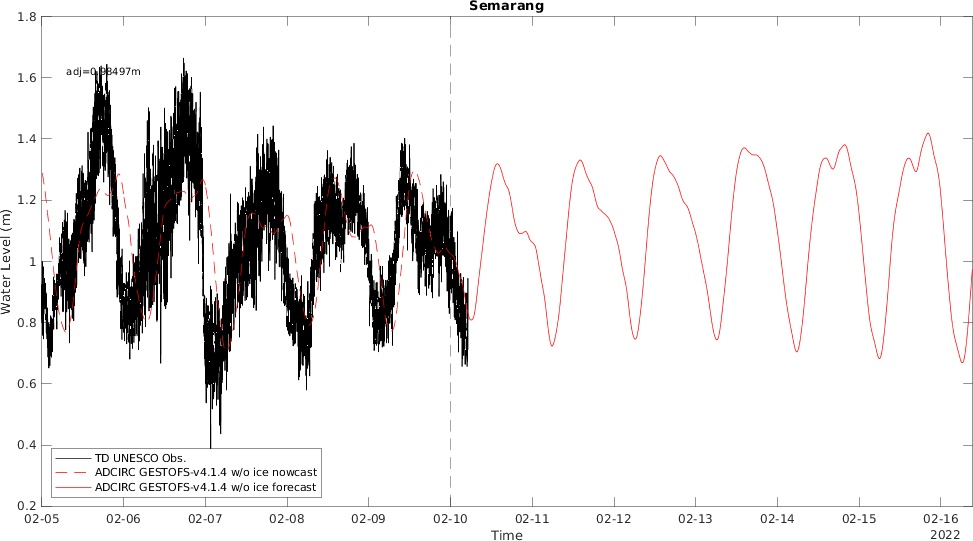 Semarang
1.8
1.6
1.4
1.2
1
0.8
0.6
0.4
0.2
Water Level (m)
adj=0.98497m
TD UNESCO Obs.
ADCIRC GESTOFS-v4.1.4 w/o ice nowcast
ADCIRC GESTOFS-v4.1.4 w/o ice forecast
02-05 02-06 02-07 02-08 02-09 02-10 02-11 02-12 02-13 02-14 02-15 02-16
Time
2022